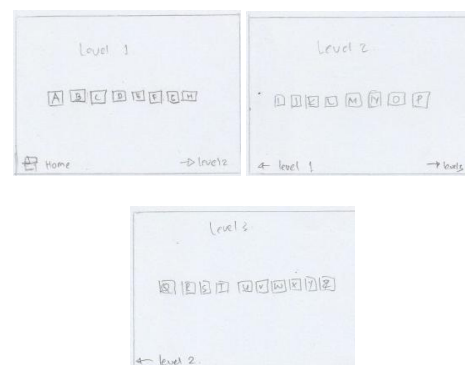 Level 1
A B C D E F G H
Home → level 2
Level 2
I J K L M N O P
← level 1 → level 3
Level 3
Q R S T U V W X Y Z
← level 2